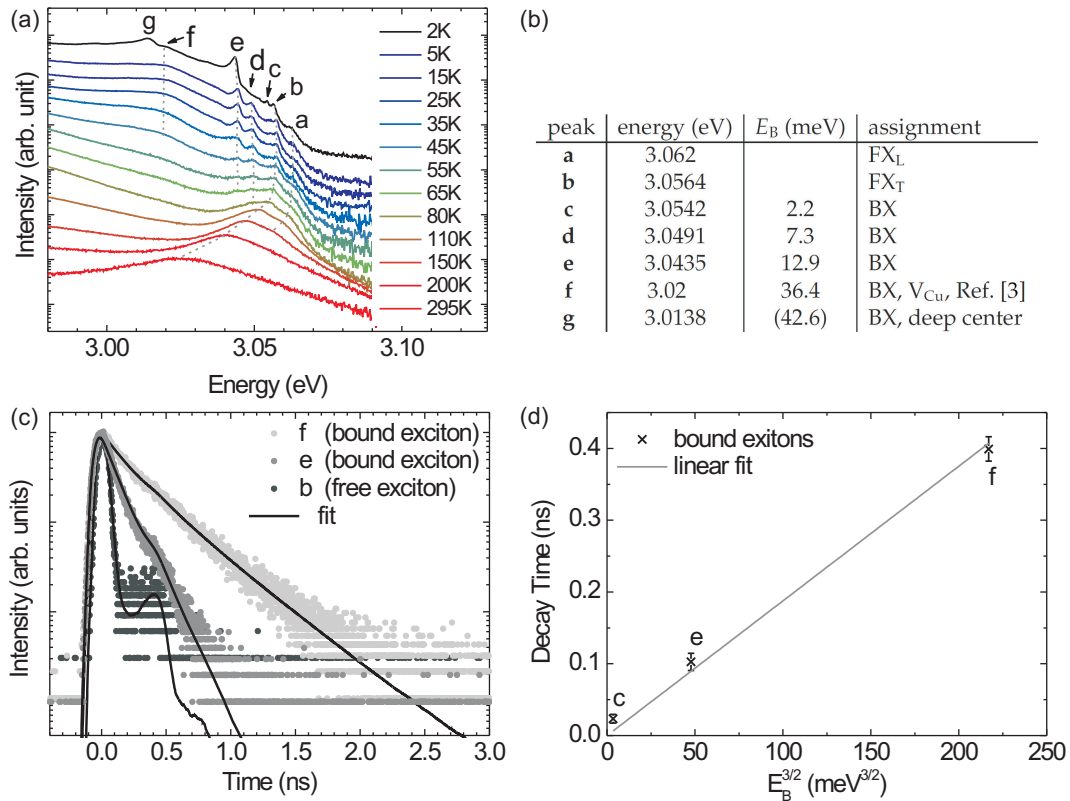 (a)
g
f
e
d
c
b
a
2K
5K
15K
25K
35K
45K
55K
65K
80K
110K
150K
200K
295K
Intensity (arb. unit)
3.00
3.05
3.10
Energy (eV)
(b)
peak energy (eV) E_B (meV) assignment
a 3.062 FX_L
b 3.0564 FX_T
c 3.0542 2.2 BX
d 3.0491 7.3 BX
e 3.0435 12.9 BX
f 3.02 36.4 BX, V_Cu, Ref. [3]
g 3.0138 (42.6) BX, deep center
(c)
f (bound exciton)
e (bound exciton)
b (free exciton)
fit
Intensity (arb. units)
0.0 0.5 1.0 1.5 2.0 2.5 3.0
Time (ns)
(d)
bound exitons
linear fit
f
e
c
0.4
0.3
0.2
0.1
0.0
Decay Time (ns)
0 50 100 150 200 250
E_B^3/2 (meV^3/2)